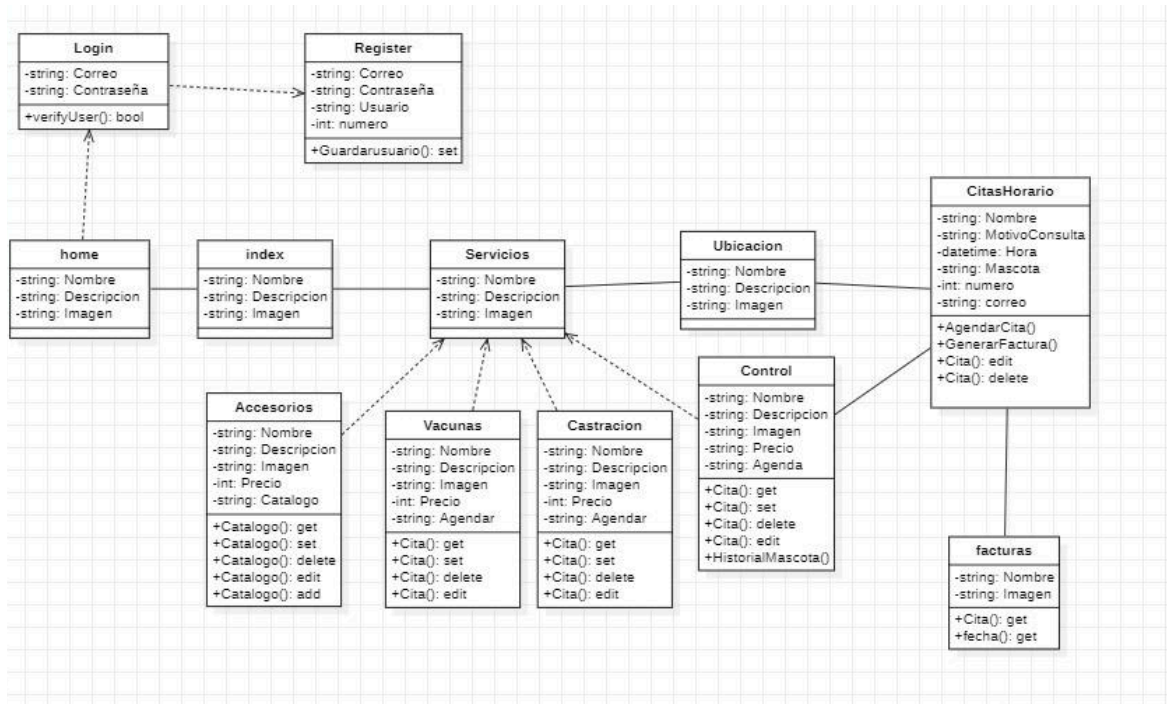 Login
-string: Correo
-string: Contraseña
+verifyUser(): bool
Register
-string: Correo
-string: Contraseña
-string: Usuario
-int: numero
+Guardarusuario(): set
home
-string: Nombre
-string: Descripcion
-string: Imagen
index
-string: Nombre
-string: Descripcion
-string: Imagen
Servicios
-string: Nombre
-string: Descripcion
-string: Imagen
Ubicacion
-string: Nombre
-string: Descripcion
-string: Imagen
CitasHorario
-string: Nombre
-string: MotivoConsulta
-datetime: Hora
-string: Mascota
-int: numero
-string: correo
+AgendarCita()
+GenerarFactura()
+Cita(): edit
+Cita(): delete
Accesorios
-string: Nombre
-string: Descripcion
-string: Imagen
-int: Precio
-string: Catalogo
+Catalogo(): get
+Catalogo(): set
+Catalogo(): delete
+Catalogo(): edit
+Catalogo(): add
Vacunas
-string: Nombre
-string: Descripcion
-string: Imagen
-int: Precio
-string: Agendar
+Cita(): get
+Cita(): set
+Cita(): delete
+Cita(): edit
Castracion
-string: Nombre
-string: Descripcion
-string: Imagen
-int: Precio
-string: Agendar
+Cita(): get
+Cita(): set
+Cita(): delete
+Cita(): edit
Control
-string: Nombre
-string: Descripcion
-string: Imagen
-string: Precio
-string: Agenda
+Cita(): get
+Cita(): set
+Cita(): delete
+Cita(): edit
+HistorialMascota()
facturas
-string: Nombre
-string: Imagen
+Cita(): get
+fecha(): get